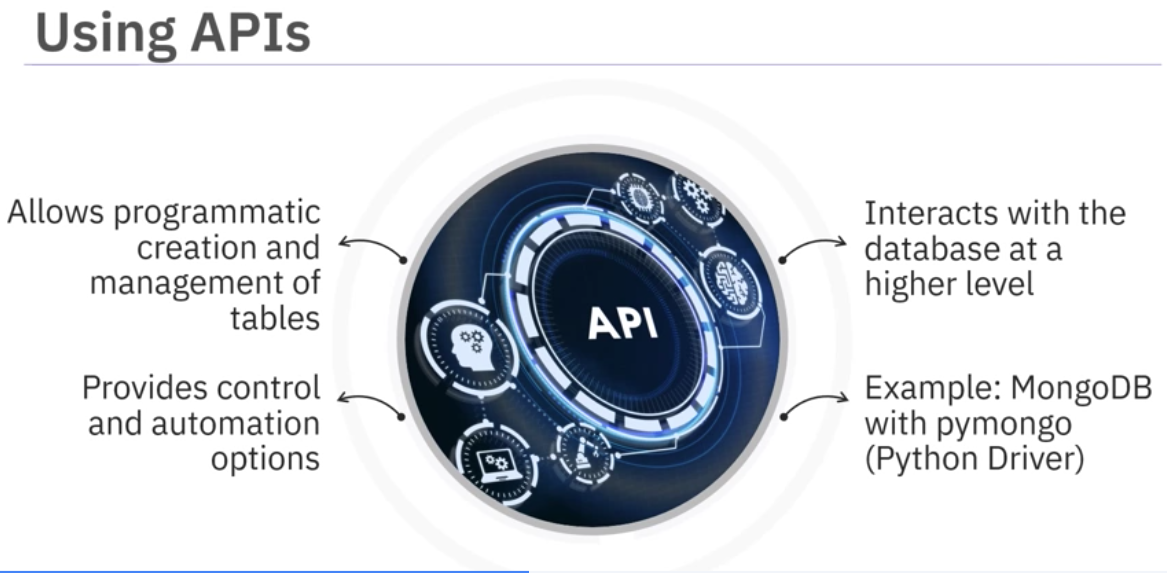 Using APIs
Allows programmatic
creation and
management of
tables
Provides control
and automation
options
API
Interacts with the
database at a
higher level
Example: MongoDB
with pymongo
(Python Driver)